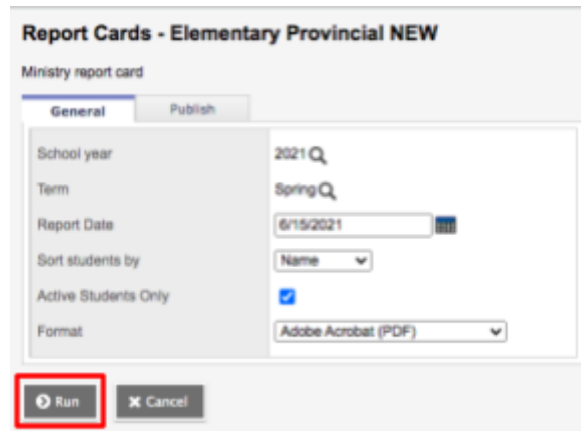 Report Cards - Elementary Provincial NEW
Ministry report card
General Publish
School year 2021
Term Spring
Report Date 6/15/2021
Sort students by Name
Active Students Only
Format Adobe Acrobat (PDF)
Run Cancel